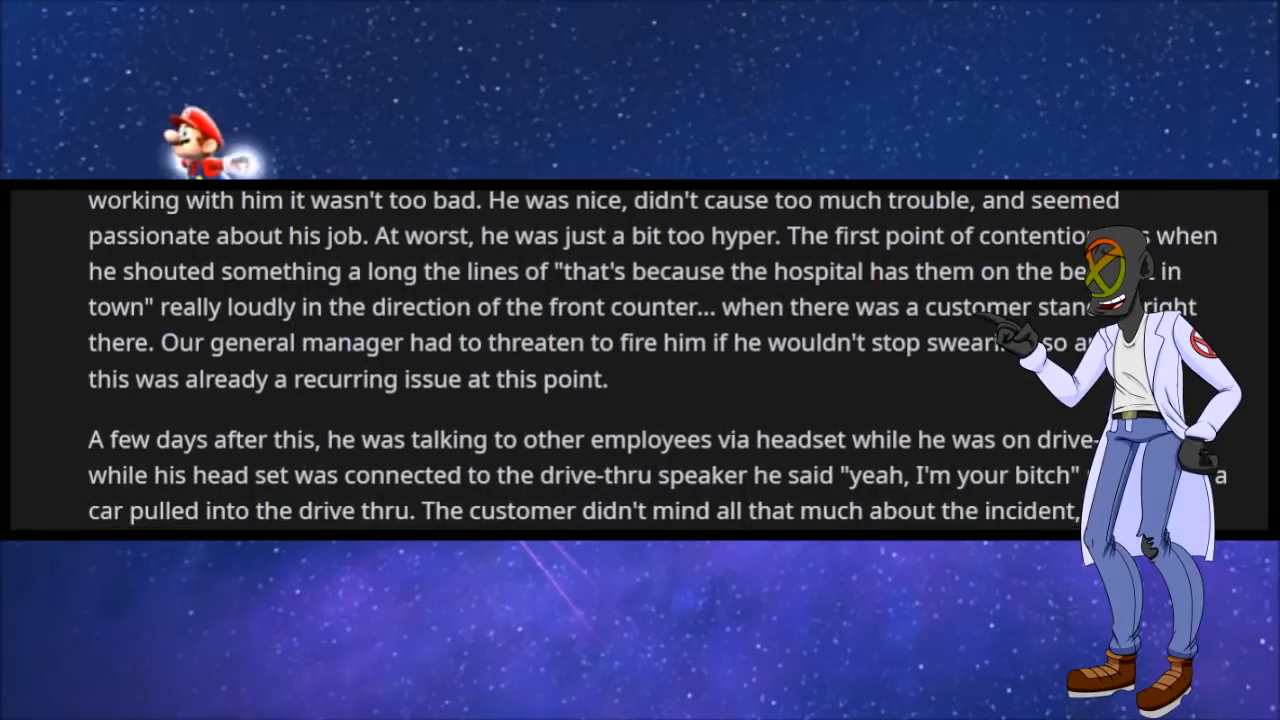 working with him it wasn't too bad. He was nice, didn't cause too much trouble, and seemed
passionate about his job. At worst, he was just a bit too hyper. The first point of when
he shouted something a long the lines of "that's because the hospital has them on the in
town" really loudly in the direction of the front counter... when there was a customer right
there. Our general manager had to threaten to fire him if he wouldn't stop so
this was already a recurring issue at this point.
A few days after this, he was talking to other employees via headset while he was on
while his head set was connected to the drive-thru speaker he said "yeah, I'm your bitch" a
car pulled into the drive thru. The customer didn't mind all that much about the incident,